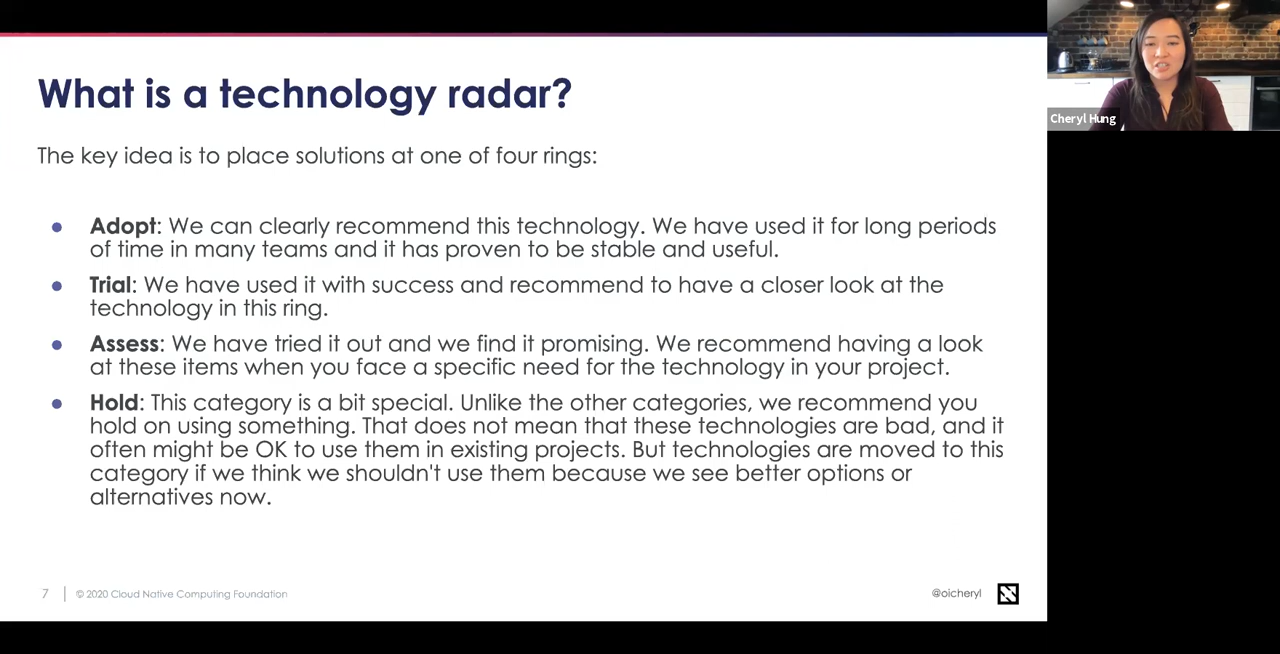 What is a technology radar?
The key idea is to place solutions at one of four rings:
● Adopt: We can clearly recommend this technology. We have used it for long periods
of time in many teams and it has proven to be stable and useful.
● Trial: We have used it with success and recommend to have a closer look at the
technology in this ring.
● Assess: We have tried it out and we find it promising. We recommend having a look
at these items when you face a specific need for the technology in your project.
● Hold: This category is a bit special. Unlike the other categories, we recommend you
hold on using something. That does not mean that these technologies are bad, and it
often might be OK to use them in existing projects. But technologies are moved to this
category if we think we shouldn't use them because we see better options or
alternatives now.
7 | © 2020 Cloud Native Computing Foundation
@oicheryl
Cheryl Hung